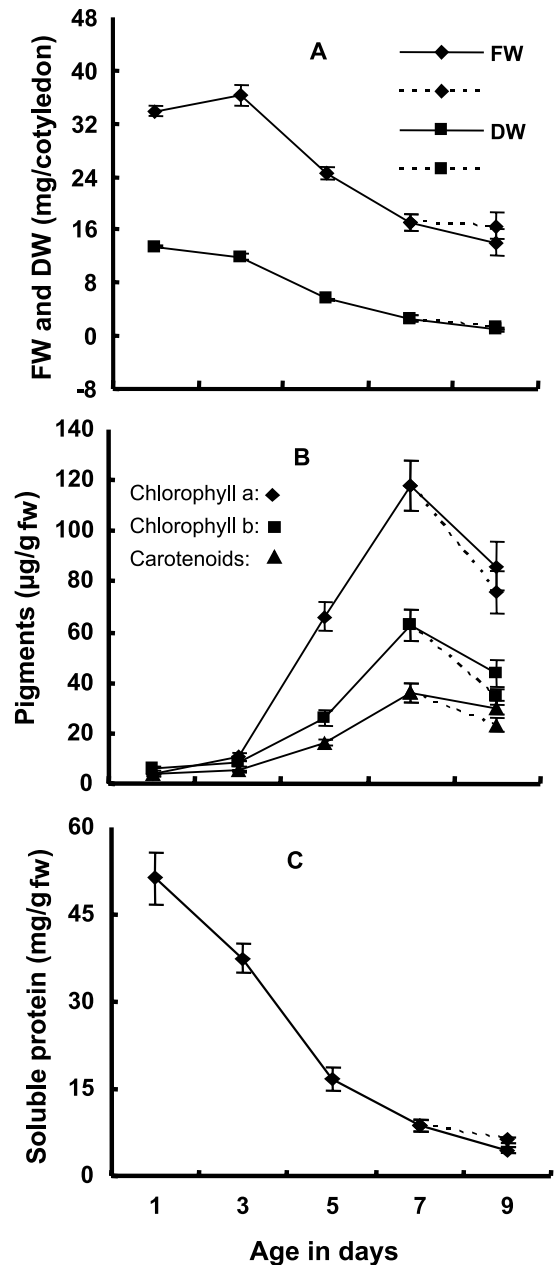 A
FW
DW
48
40
32
24
16
8
0
-8
FW and DW (mg/cotyledon)
B
Chlorophyll a:
Chlorophyll b:
Carotenoids:
140
120
100
80
60
40
20
0
Pigments (µg/g fw)
C
60
45
30
15
0
Soluble protein (mg/g fw)
1 3 5 7 9
Age in days